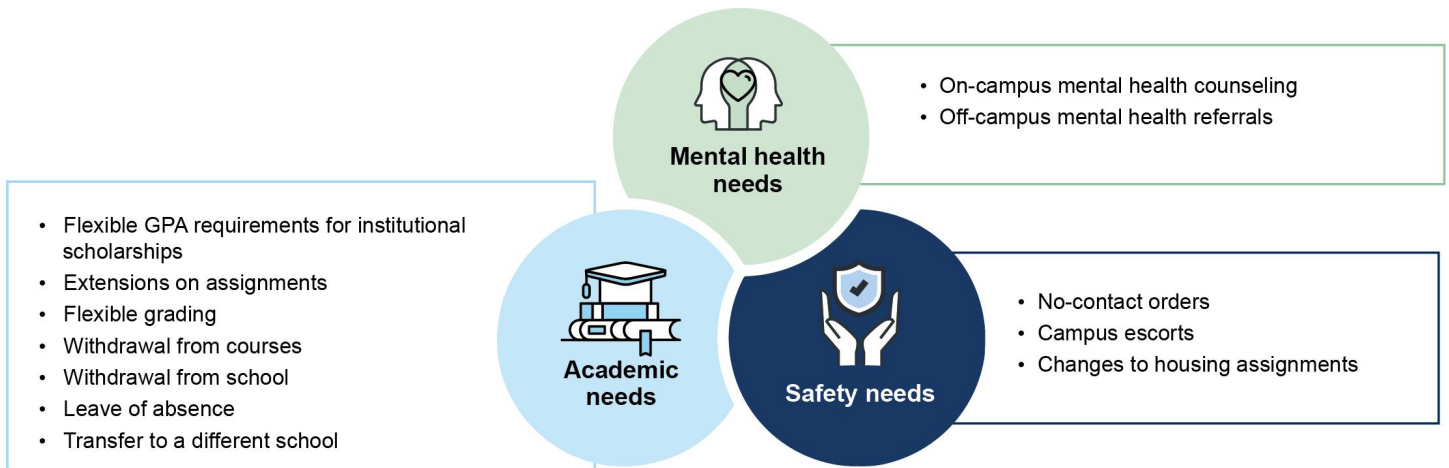 Mental health
needs
• On-campus mental health counseling
• Off-campus mental health referrals
Academic
needs
• Flexible GPA requirements for institutional
scholarships
• Extensions on assignments
• Flexible grading
• Withdrawal from courses
• Withdrawal from school
• Leave of absence
• Transfer to a different school
Safety needs
• No-contact orders
• Campus escorts
• Changes to housing assignments